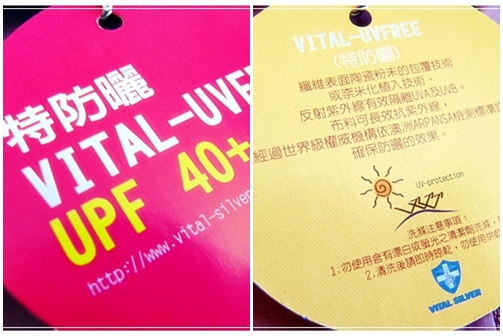 特防曬
VITAL-UVF
UPF 40+
http://www.vital-silver
VITAL-UVFREE
(特防曬)
纖維表面陶瓷粉末的包覆技術
或奈米化植入技術、
反射紫外線有效隔離UVA及UVB。
布料可長效抗紫外線,
經過世界級權威機構依澳洲ARPANSA檢測標準
確保防曬的效果。
UV-protection
洗滌注意事項:
1.勿使用含有漂白或螢光之清潔劑洗滌,
2.清洗後請即時晾乾,勿使用烘乾
VITAL SILVER